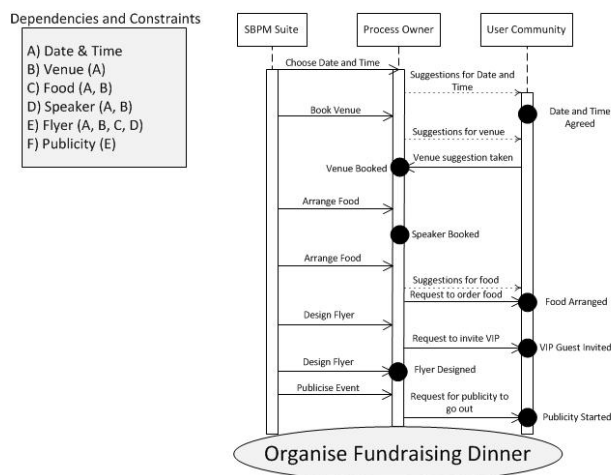 Dependencies and Constraints
A) Date & Time
B) Venue (A)
C) Food (A, B)
D) Speaker (A, B)
E) Flyer (A, B, C, D)
F) Publicity (E)
SBPM Suite
Process Owner
User Community
Choose Date and Time
Suggestions for Date and
Time
Book Venue
Date and Time
Agreed
Suggestions for venue
Venue suggestion taken
Venue Booked
Arrange Food
Speaker Booked
Arrange Food
Suggestions for food
Request to order food
Food Arranged
Design Flyer
Request to invite VIP
VIP Guest Invited
Design Flyer
Flyer Designed
Publicise Event
Request for publicity to
go out
Publicity Started
Organise Fundraising Dinner